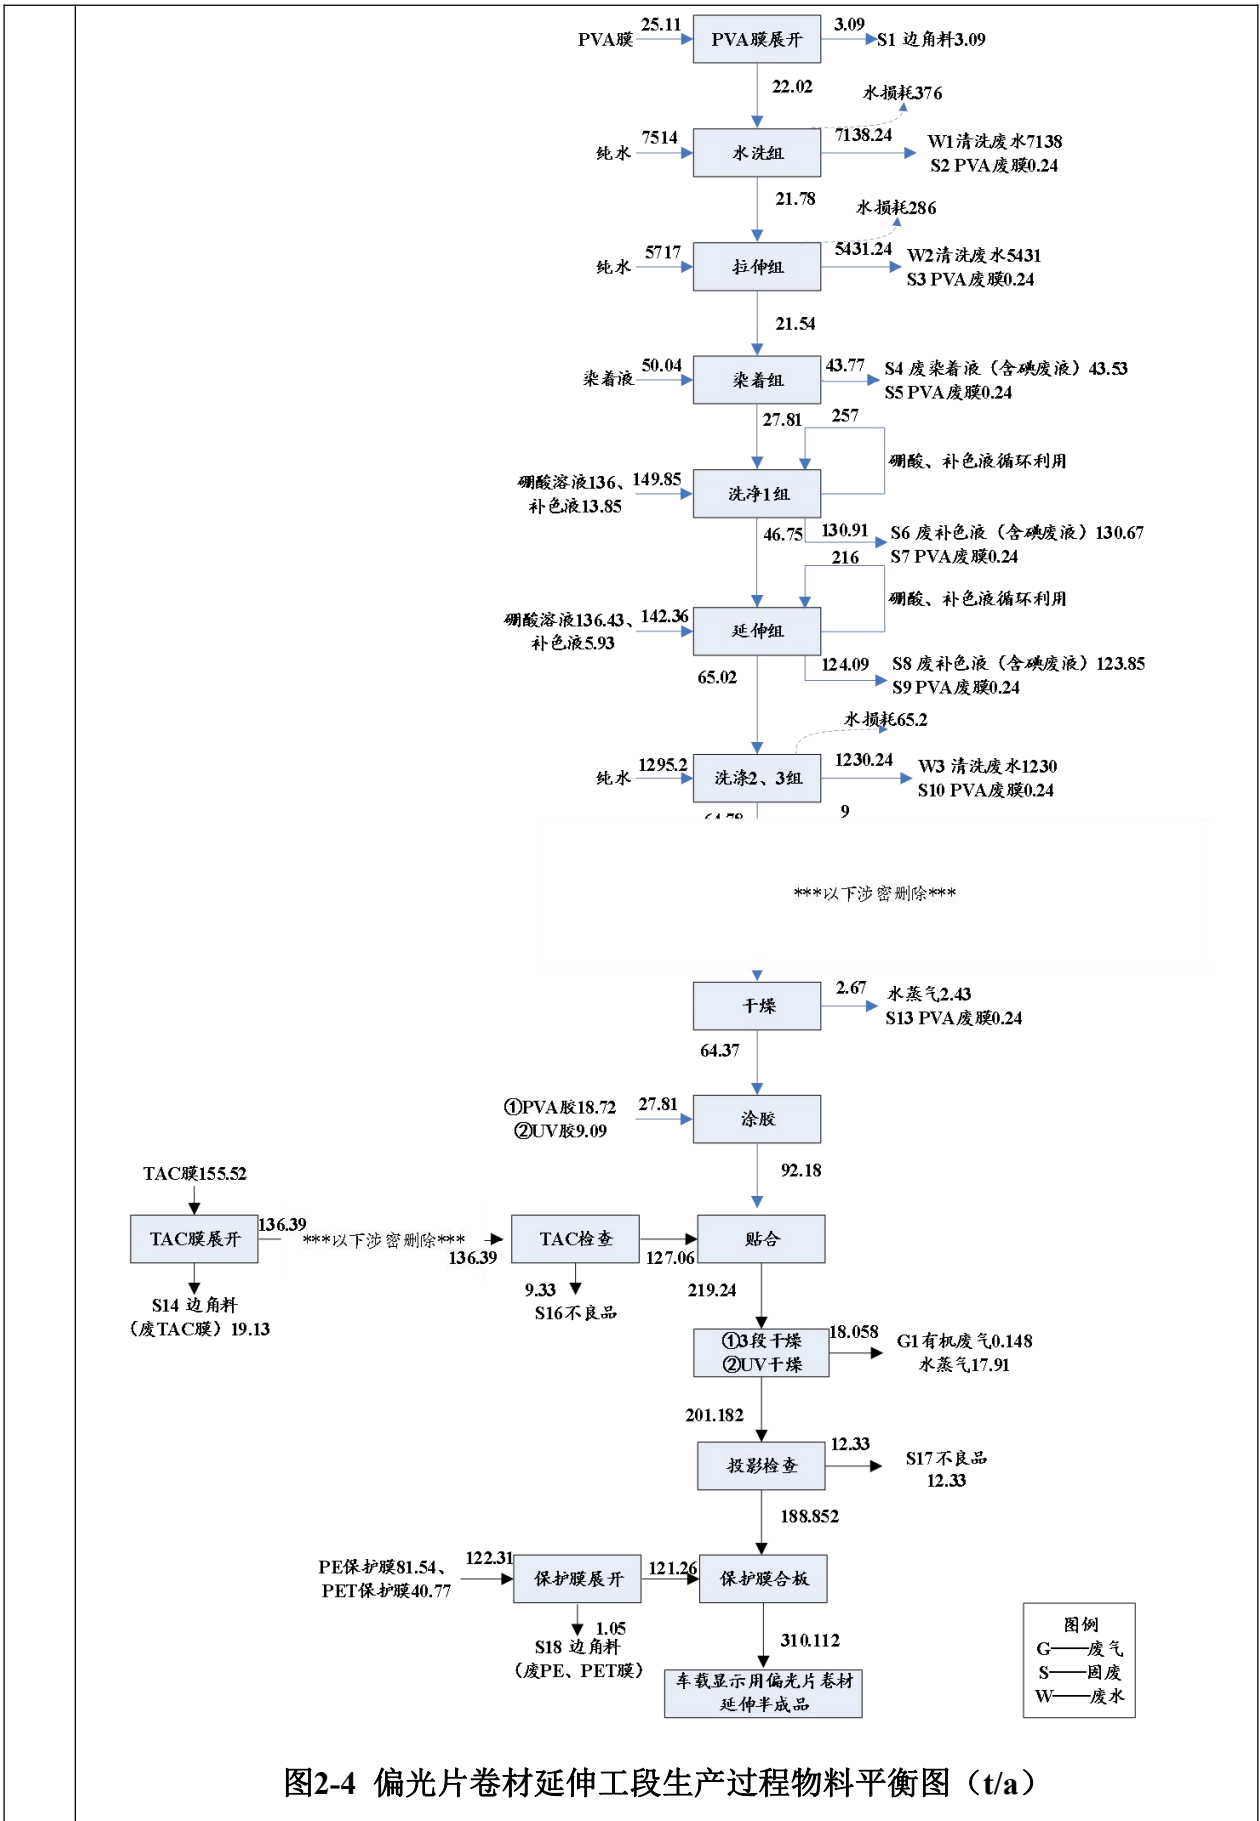 25.11
3.09
PVA膜
PVA膜展开
S1 边角料3.09
22.02
水损耗376
7514
7138.24
纯水
水洗组
W1清洗废水7138
S2 PVA废膜0.24
21.78
水损耗286
5717
5431.24
纯水
拉伸组
W2清洗废水5431
S3 PVA废膜0.24
21.54
50.04
43.77
染着液
染着组
S4 废染着液（含碘废液）43.53
S5 PVA废膜0.24
27.81
257
硼酸、补色液循环利用
硼酸溶液136、
补色液13.85
149.85
洗净1组
46.75
130.91
S6 废补色液（含碘废液）130.67
S7 PVA废膜0.24
216
硼酸、补色液循环利用
硼酸溶液136.43、
补色液5.93
142.36
延伸组
65.02
124.09
S8 废补色液（含碘废液）123.85
S9 PVA废膜0.24
水损耗65.2
1295.2
1230.24
纯水
洗涤2、3组
W3 清洗废水1230
S10 PVA废膜0.24
64.78
9
***以下涉密删除***
干燥
2.67
水蒸气2.43
S13 PVA废膜0.24
64.37
①PVA胶18.72
②UV胶9.09
27.81
涂胶
92.18
TAC膜155.52
TAC膜展开
136.39
***以下涉密删除***
136.39
TAC检查
127.06
贴合
S14 边角料
（废TAC膜）19.13
9.33
S16不良品
219.24
①3段干燥
②UV干燥
18.058
G1有机废气0.148
水蒸气17.91
201.182
投影检查
12.33
S17不良品
12.33
188.852
PE保护膜81.54、
PET保护膜40.77
122.31
保护膜展开
121.26
保护膜合板
1.05
S18 边角料
（废PE、PET膜）
310.112
车载显示用偏光片卷材
延伸半成品
图例
G——废气
S——固废
W——废水
图2-4 偏光片卷材延伸工段生产过程物料平衡图（t/a）